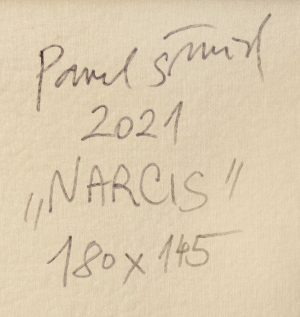 Pavel Šmíd
2021
„NARCIS"
180 x 145